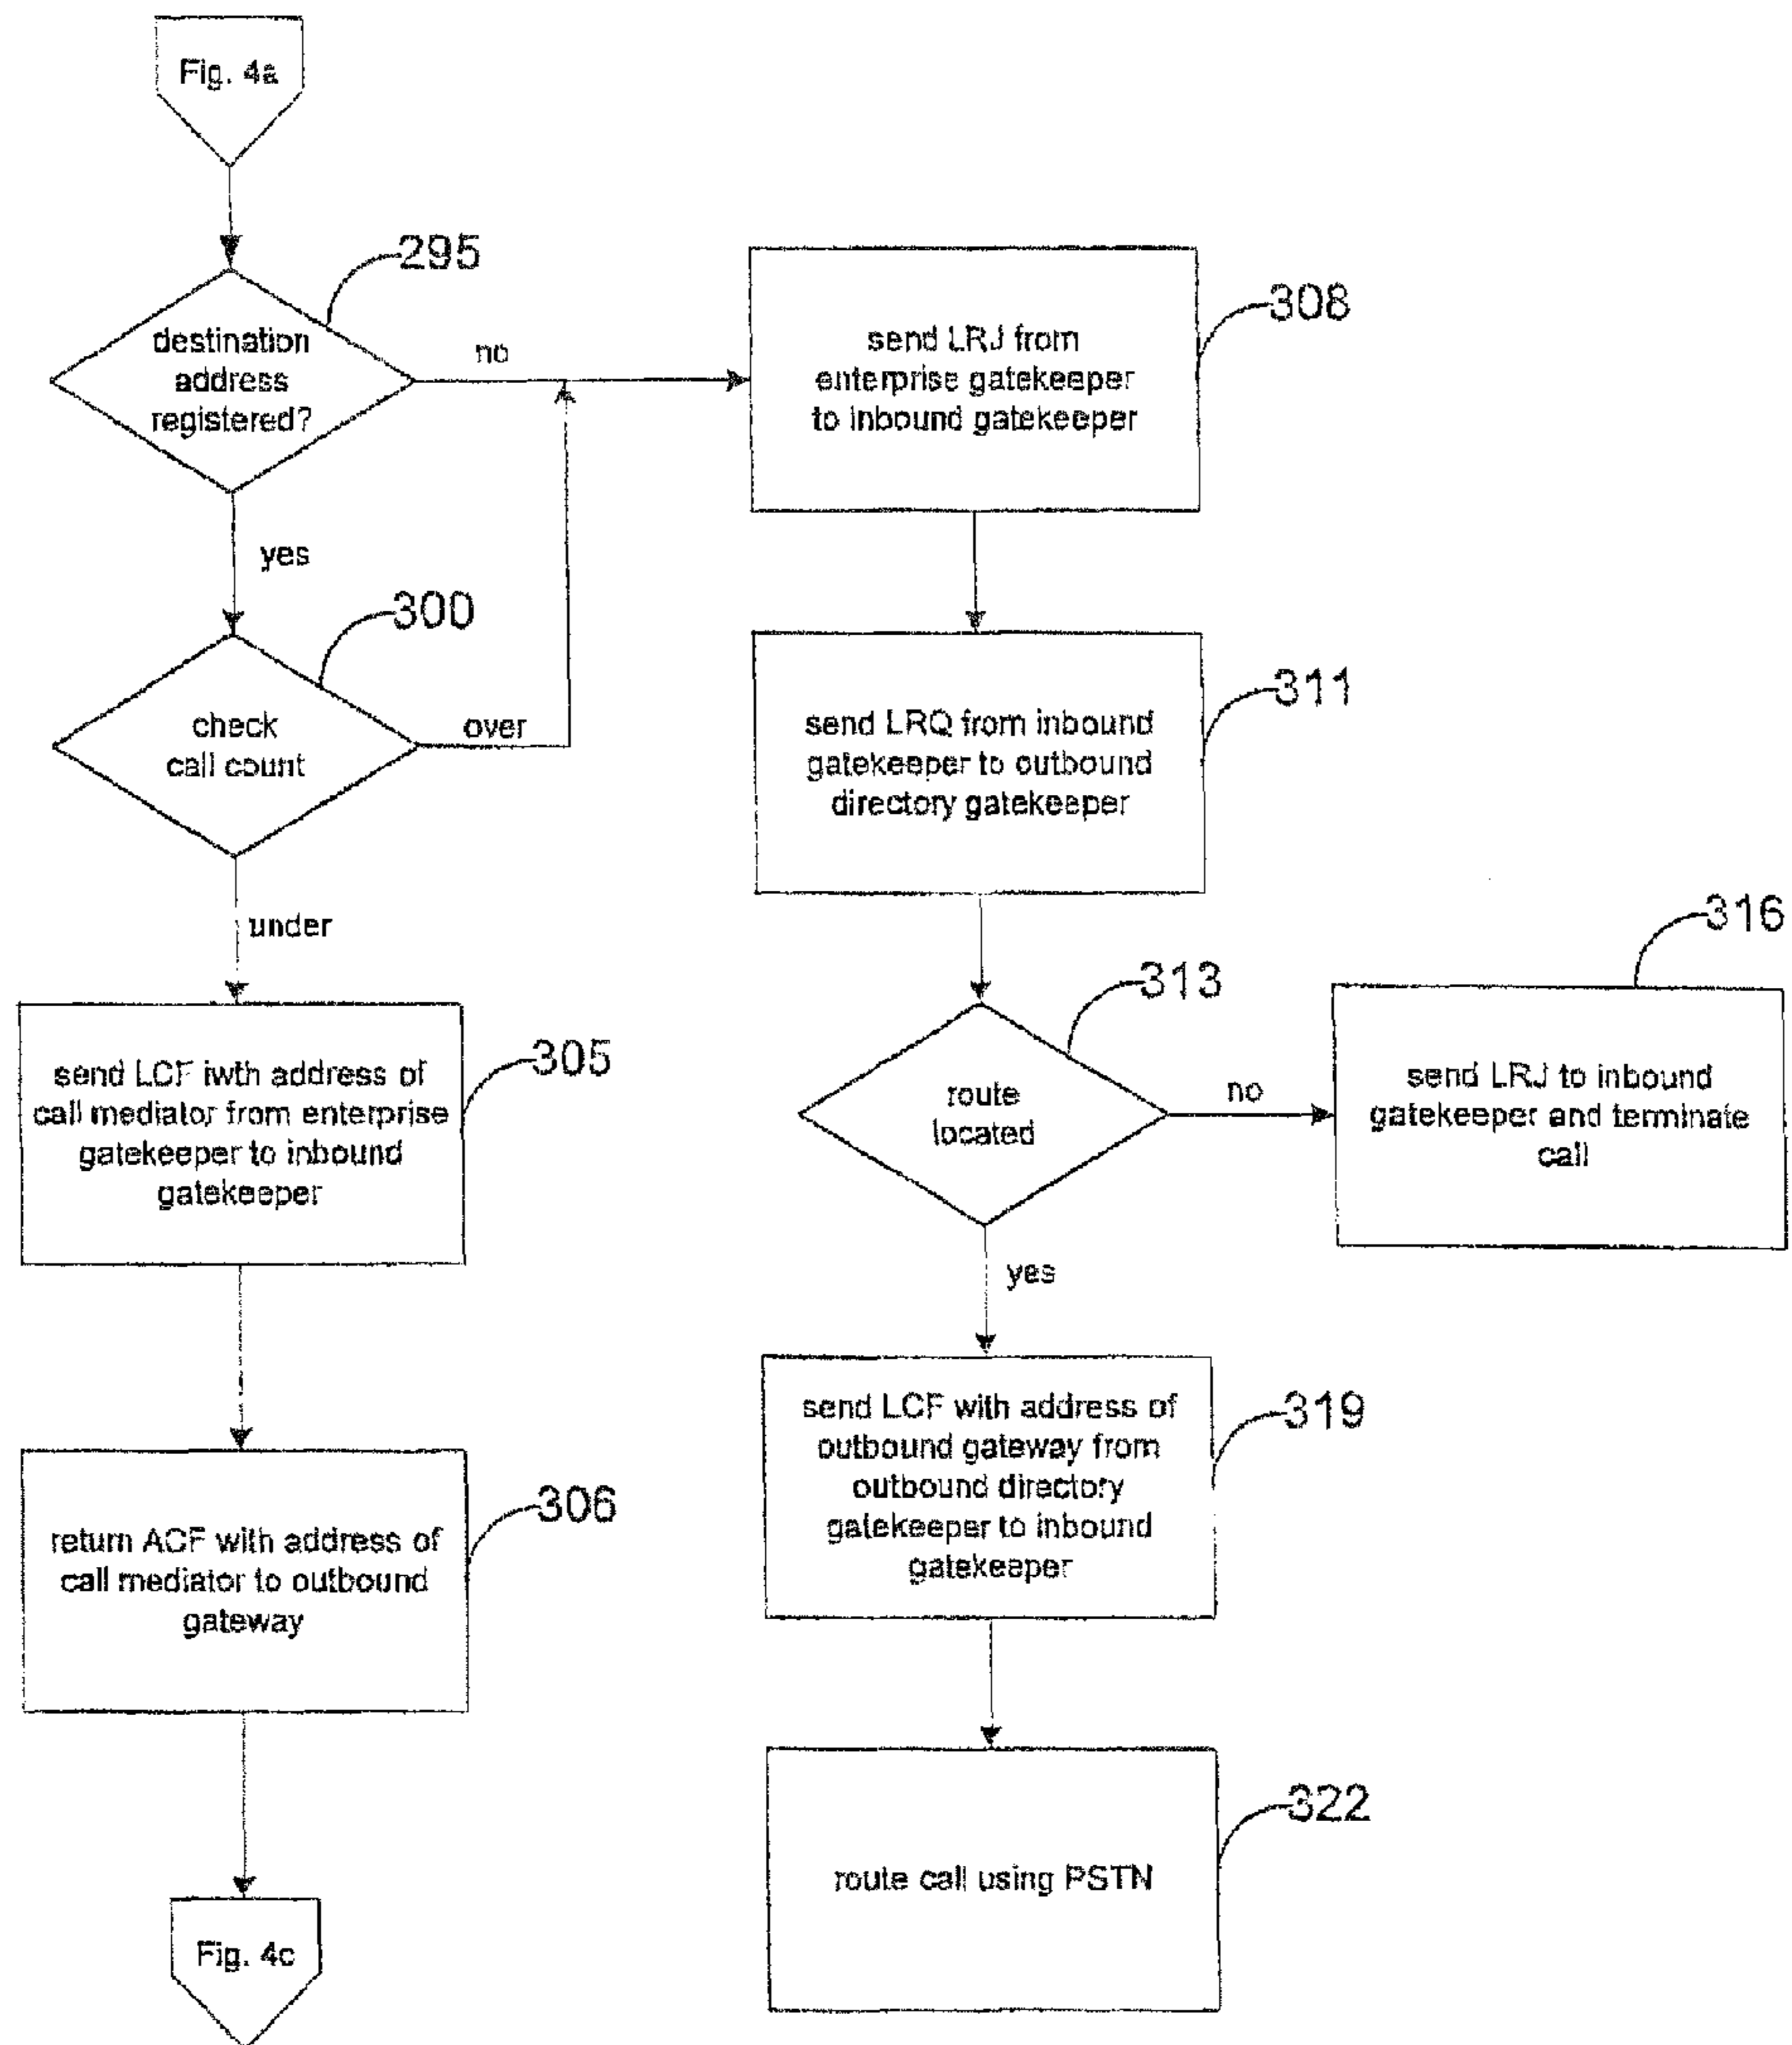 Fig. 4a
295
destination
address
registered?
no
308
send LRJ from
enterprise gatekeeper
to inbound gatekeeper
yes
300
check
call count
over
311
send LRQ from inbound
gatekeeper to outbound
directory gatekeeper
under
305
send LCF iwth address of
call mediator from enterprise
gatekeeper to inbound
gatekeeper
313
route
located
no
316
send LRJ to inbound
gatekeeper and terminate
call
yes
306
return ACF with address of
call mediator to outbound
gateway
319
send LCF with address of
outbound gateway from
outbound directory
gatekeeper to inbound
gatekeeper
322
route call using PSTN
Fig. 4c